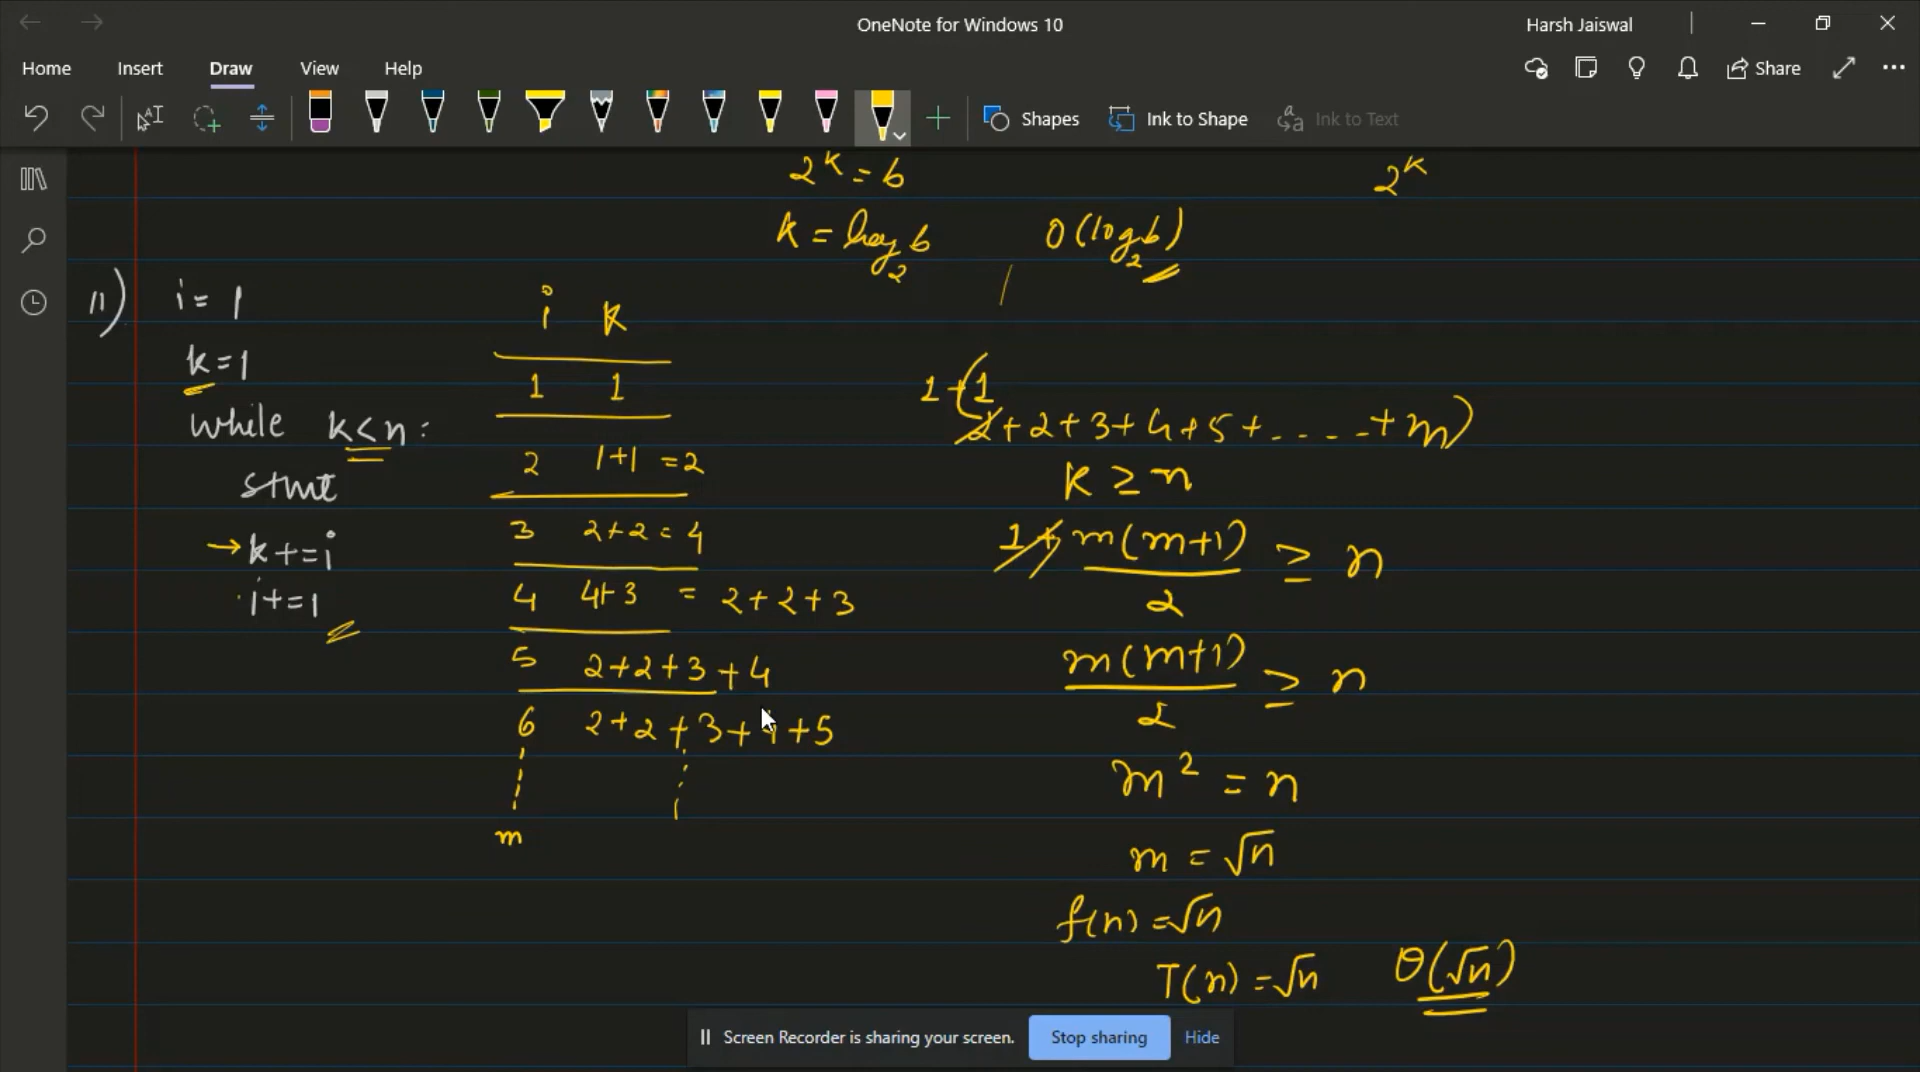 OneNote for Windows 10
Harsh Jaiswal
Home Insert Draw View Help
Share
Shapes Ink to Shape Ink to Text
2^k = b
2^k
k = log₂ b
O(log₂ b)
11) i = 1
k = 1
while k < n :
stmt
→ k += i
i += 1
i k
1 1
2 1+1 = 2
3 2+2 = 4
4 4+3 = 2+2+3
5 2+2+3+4
6 2+2+3+4+5
m
1+(1
2+2+3+4+5+.....+m)
k ≥ n
1+ m(m+1)/2 ≥ n
m(m+1)/2 ≥ n
m² = n
m = √n
f(n) = √n
T(n) = √n θ(√n)
Screen Recorder is sharing your screen. Stop sharing Hide